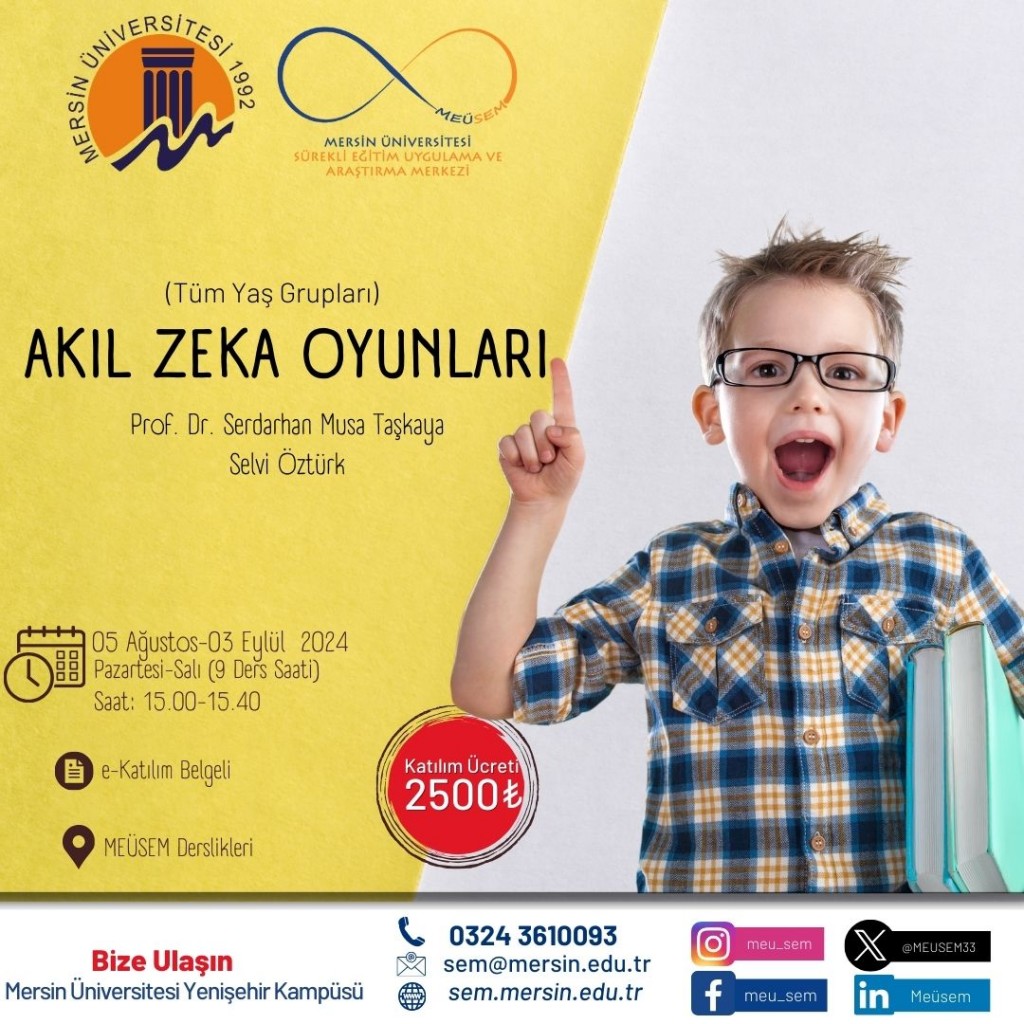 MERSİN ÜNİVERSİTESİ 1992
MEÜSEM
MERSİN ÜNİVERSİTESİ
SÜREKLİ EĞİTİM UYGULAMA VE
ARAŞTIRMA MERKEZİ
(Tüm Yaş Grupları)
AKIL ZEKA OYUNLARI
Prof. Dr. Serdarhan Musa Taşkaya
Selvi Öztürk
05 Ağustos-03 Eylül 2024
Pazartesi-Salı (9 Ders Saati)
Saat: 15.00-15.40
e-Katılım Belgeli
MEÜSEM Derslikleri
Katılım Ücreti
2500₺
Bize Ulaşın
Mersin Üniversitesi Yenişehir Kampüsü
0324 3610093
sem@mersin.edu.tr
sem.mersin.edu.tr
meu_sem
@MEUSEM33
meu_sem
Meüsem